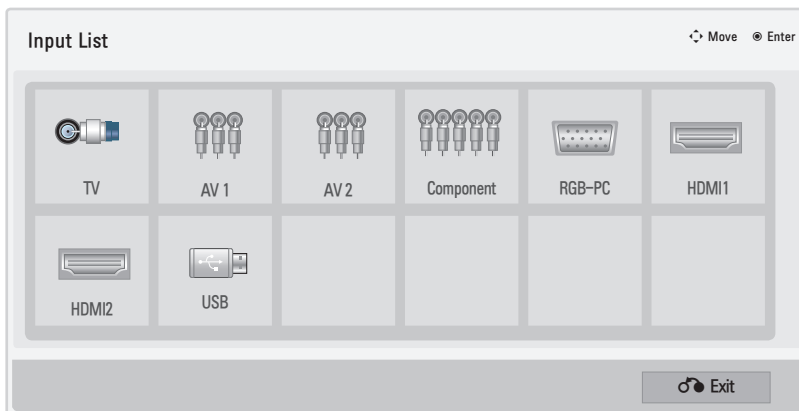 Input List
Move Enter
TV AV 1 AV 2 Component RGB-PC HDMI1
HDMI2 USB
Exit